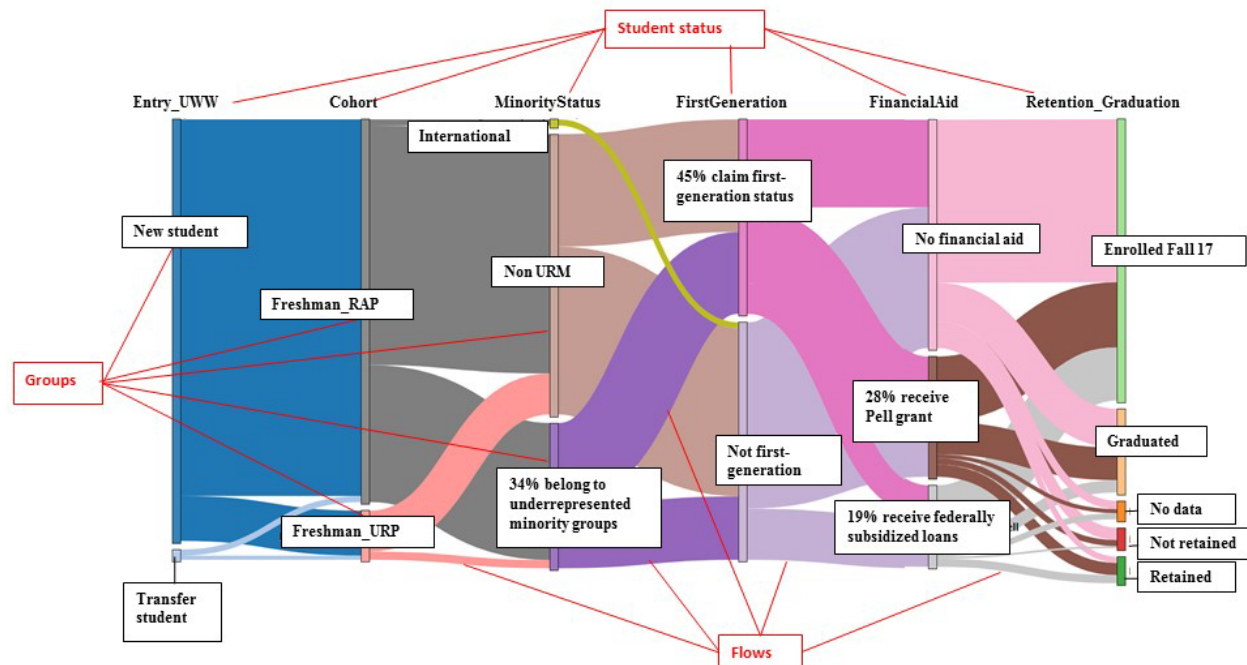 Student status
Entry_UWW
Cohort
MinorityStatus
FirstGeneration
FinancialAid
Retention_Graduation
International
45% claim first-
generation status
New student
No financial aid
Enrolled Fall 17
Non URM
Freshman_RAP
Groups
28% receive
Pell grant
Graduated
Not first-
generation
34% belong to
underrepresented
minority groups
19% receive federally
subsidized loans
ell
No data
Freshman_URP
Not retained
Retained
Transfer
student
Flows